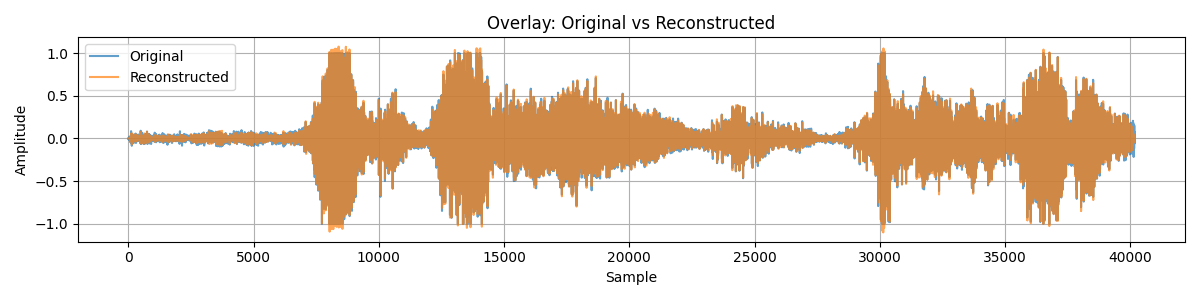 Overlay: Original vs Reconstructed
Original
Reconstructed
1.0
0.5
0.0
−0.5
−1.0
Amplitude
0 5000 10000 15000 20000 25000 30000 35000 40000
Sample